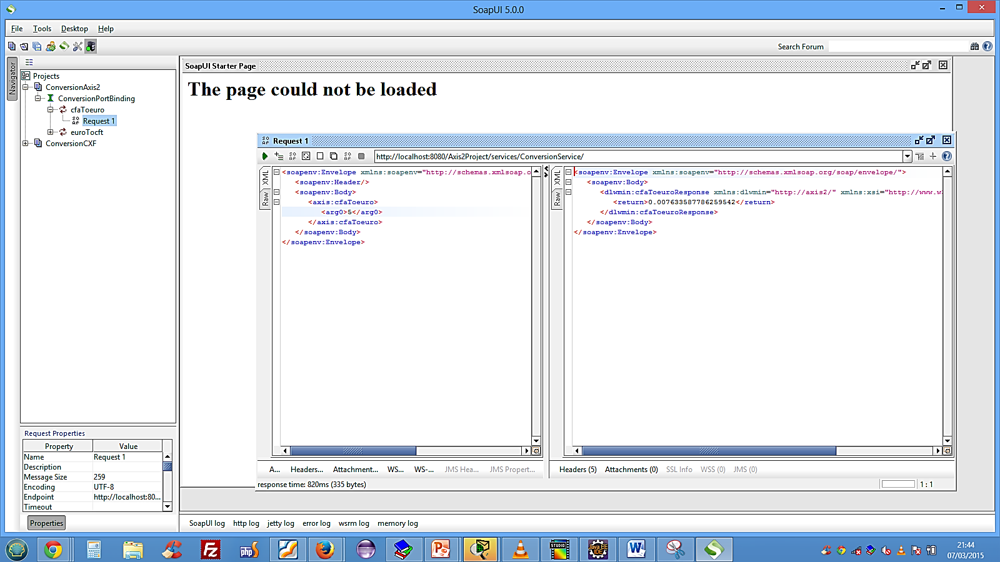 SoapUI 5.0.0
File Tools Desktop Help
Search Forum
Navigator
Projects
ConversionAxis2
ConversionPortBinding
cfaToeuro
Request 1
euroTocft
ConversionCXF
SoapUI Starter Page
The page could not be loaded
Request 1
http://localhost:8080/Axis2Project/services/ConversionService/
XML
Raw
<soapenv:Envelope xmlns:soapenv="http://schemas.xmlsoap.o
<soapenv:Header/>
<soapenv:Body>
<axis:cfaToeuro>
<arg0>5</arg0>
</axis:cfaToeuro>
</soapenv:Body>
</soapenv:Envelope>
XML
Raw
<soapenv:Envelope xmlns:soapenv="http://schemas.xmlsoap.org/soap/envelope/">
<soapenv:Body>
<dlwmin:cfaToeuroResponse xmlns:dlwmin="http://axis2/" xmlns:xsi="http://www.w
<return>0.007633587786259542</return>
</dlwmin:cfaToeuroResponse>
</soapenv:Body>
</soapenv:Envelope>
A... Headers... Attachment... WS... WS-... JMS Hea... JMS Propert...
Headers (5) Attachments (0) SSL Info WSS (0) JMS (0)
response time: 820ms (335 bytes)
1 : 1
Request Properties
Property Value
Name Request 1
Description
Message Size 259
Encoding UTF-8
Endpoint http://localhost:80...
Timeout
Properties
SoapUI log http log jetty log error log wsrm log memory log
Fz
php
STUDIO
Java EE
IDE
21:44
07/03/2015